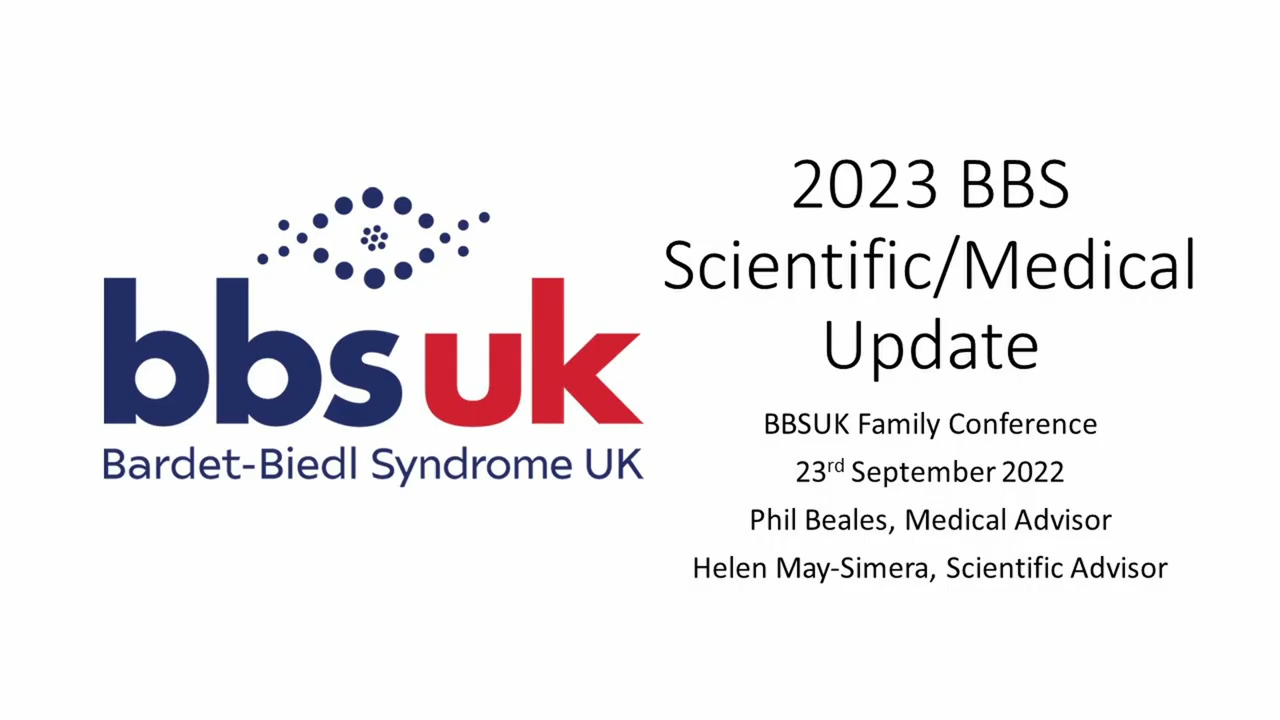 bbsuk
Bardet-Biedl Syndrome UK
2023 BBS
Scientific/Medical
Update
BBSUK Family Conference
23rd September 2022
Phil Beales, Medical Advisor
Helen May-Simera, Scientific Advisor